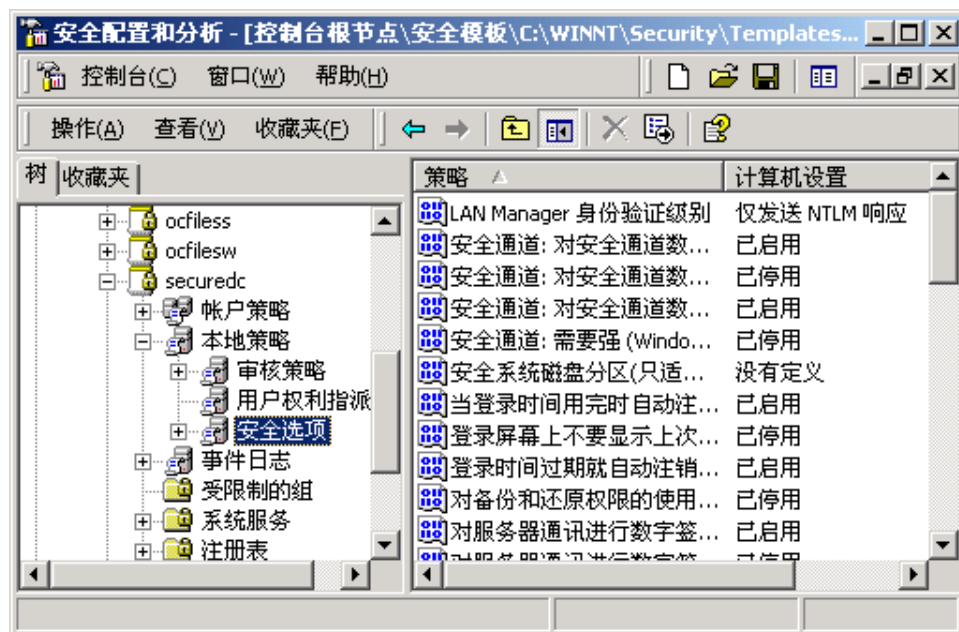 安全配置和分析 - [控制台根节点\安全模板\C:\WINNT\Security\Templates...
控制台(C) 窗口(W) 帮助(H)
操作(A) 查看(V) 收藏夹(F)
树 收藏夹
ocfiless
ocfilesw
securedc
帐户策略
本地策略
审核策略
用户权利指派
安全选项
事件日志
受限制的组
系统服务
注册表
策略 计算机设置
LAN Manager 身份验证级别 仅发送 NTLM 响应
安全通道: 对安全通道数... 已启用
安全通道: 对安全通道数... 已停用
安全通道: 对安全通道数... 已启用
安全通道: 需要强 (Windo... 已停用
安全系统磁盘分区(只适... 没有定义
当登录时间用完时自动注... 已启用
登录屏幕上不要显示上次... 已停用
登录时间过期就自动注销... 已启用
对备份和还原权限的使用... 已停用
对服务器通讯进行数字签... 已启用